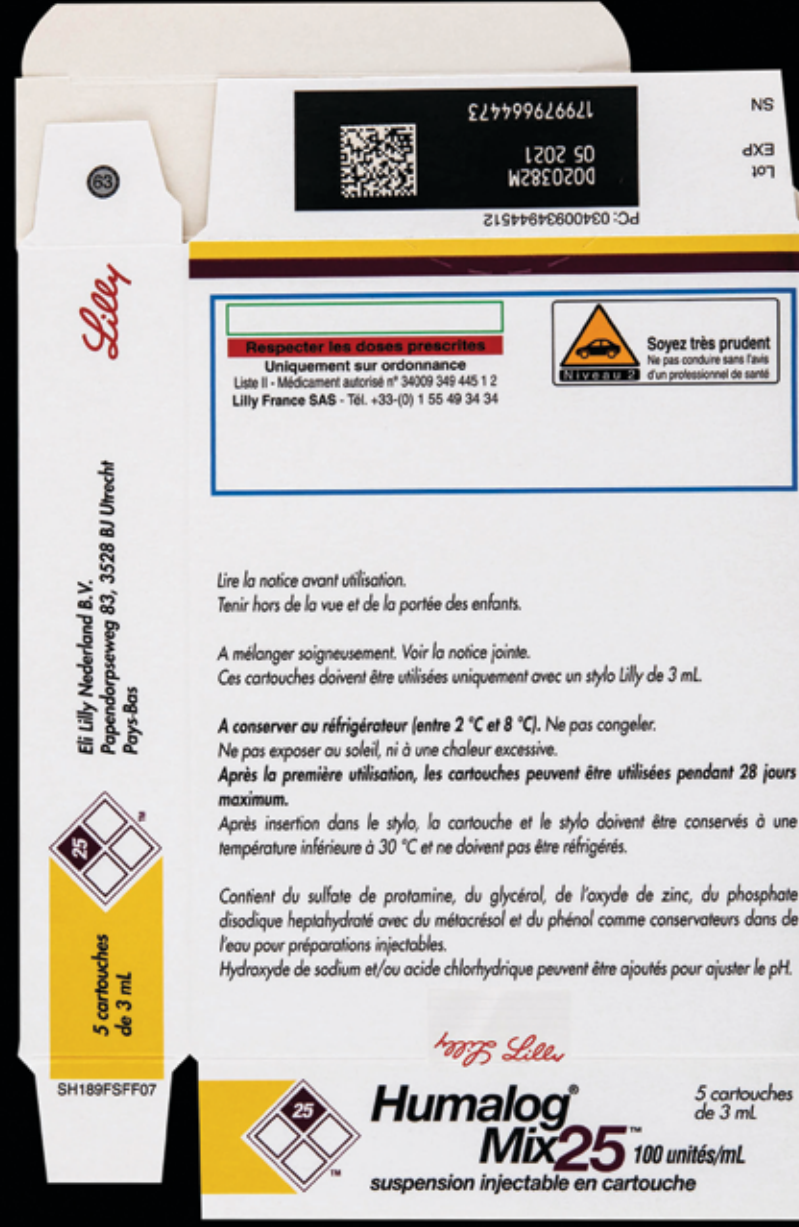 SN
179979664473
EXP
05 2021
Lot
D020382M
PC: 03400934944512
63
Lilly
Respecter les doses prescrites
Uniquement sur ordonnance
Liste II - Médicament autorisé n° 34009 349 445 1 2
Lilly France SAS - Tél. +33-(0) 1 55 49 34 34
Soyez très prudent
Ne pas conduire sans l'avis
d'un professionnel de santé
Niveau 2
Eli Lilly Nederland B.V.
Papendorpseweg 83, 3528 BJ Utrecht
Pays-Bas
Lire la notice avant utilisation.
Tenir hors de la vue et de la portée des enfants.
A mélanger soigneusement. Voir la notice jointe.
Ces cartouches doivent être utilisées uniquement avec un stylo Lilly de 3 mL.
A conserver au réfrigérateur (entre 2 °C et 8 °C). Ne pas congeler.
Ne pas exposer au soleil, ni à une chaleur excessive.
Après la première utilisation, les cartouches peuvent être utilisées pendant 28 jours
maximum.
Après insertion dans le stylo, la cartouche et le stylo doivent être conservés à une
température inférieure à 30 °C et ne doivent pas être réfrigérés.
Contient du sulfate de protamine, du glycérol, de l'oxyde de zinc, du phosphate
disodique heptahydraté avec du métacrésol et du phénol comme conservateurs dans de
l'eau pour préparations injectables.
Hydroxyde de sodium et/ou acide chlorhydrique peuvent être ajoutés pour ajuster le pH.
25
TM
5 cartouches
de 3 mL
SH189FSFF07
Lilly Lilly
25
TM
Humalog®
Mix25™ 100 unités/mL
suspension injectable en cartouche
5 cartouches
de 3 mL